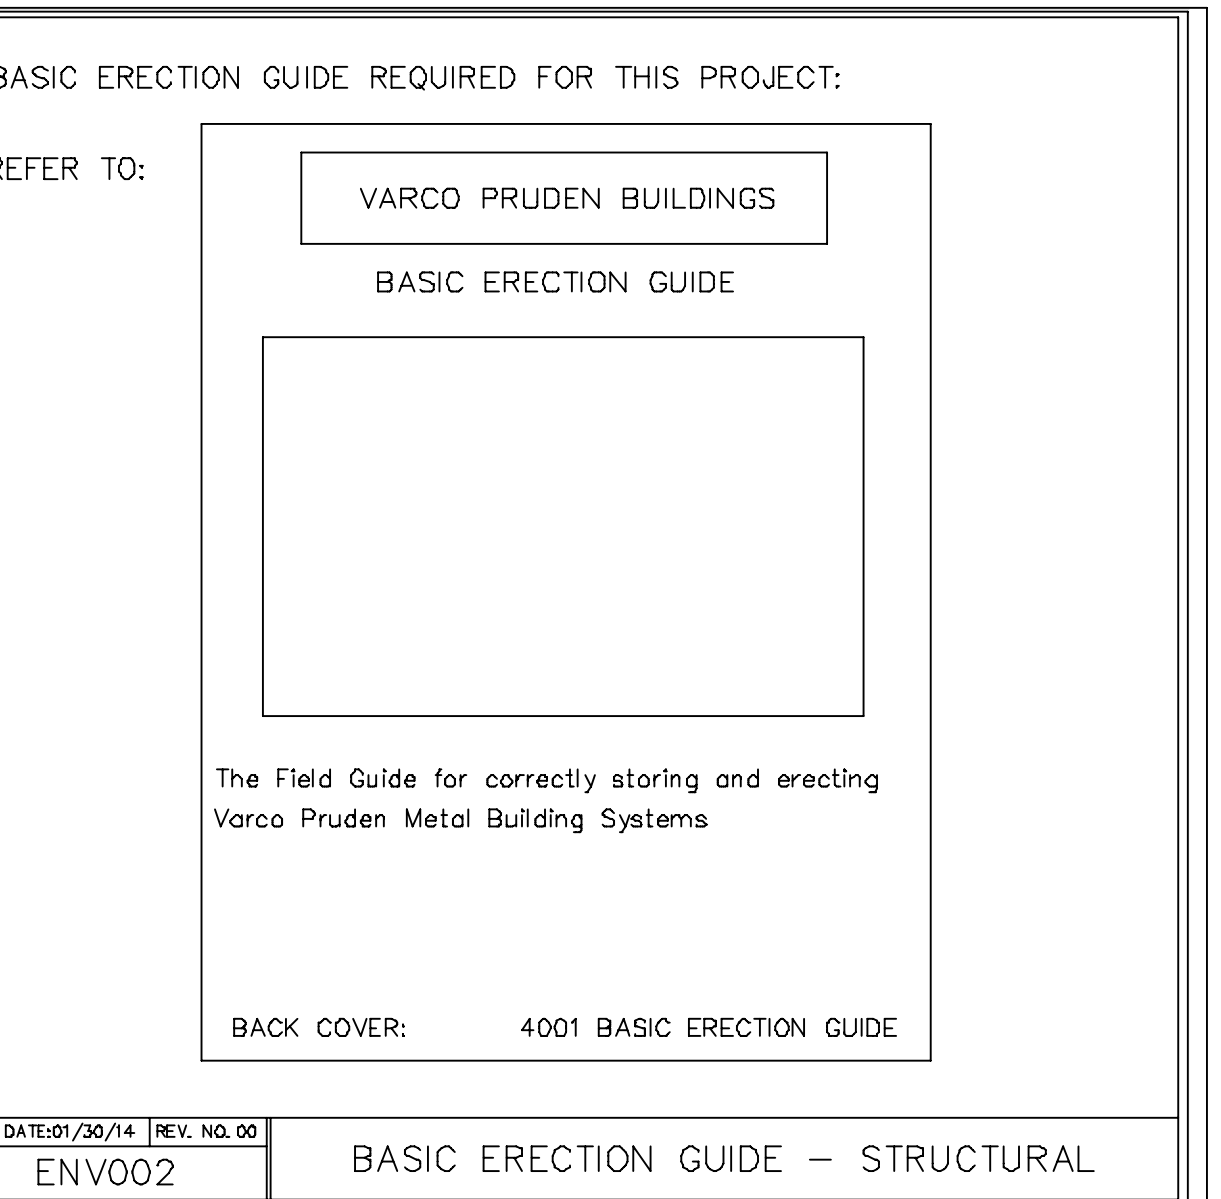 BASIC ERECTION GUIDE REQUIRED FOR THIS PROJECT:
REFER TO:
VARCO PRUDEN BUILDINGS
BASIC ERECTION GUIDE
The Field Guide for correctly storing and erecting
Varco Pruden Metal Building Systems
BACK COVER: 4001 BASIC ERECTION GUIDE
DATE:01/30/14 REV. NO. 00
ENV002
BASIC ERECTION GUIDE – STRUCTURAL